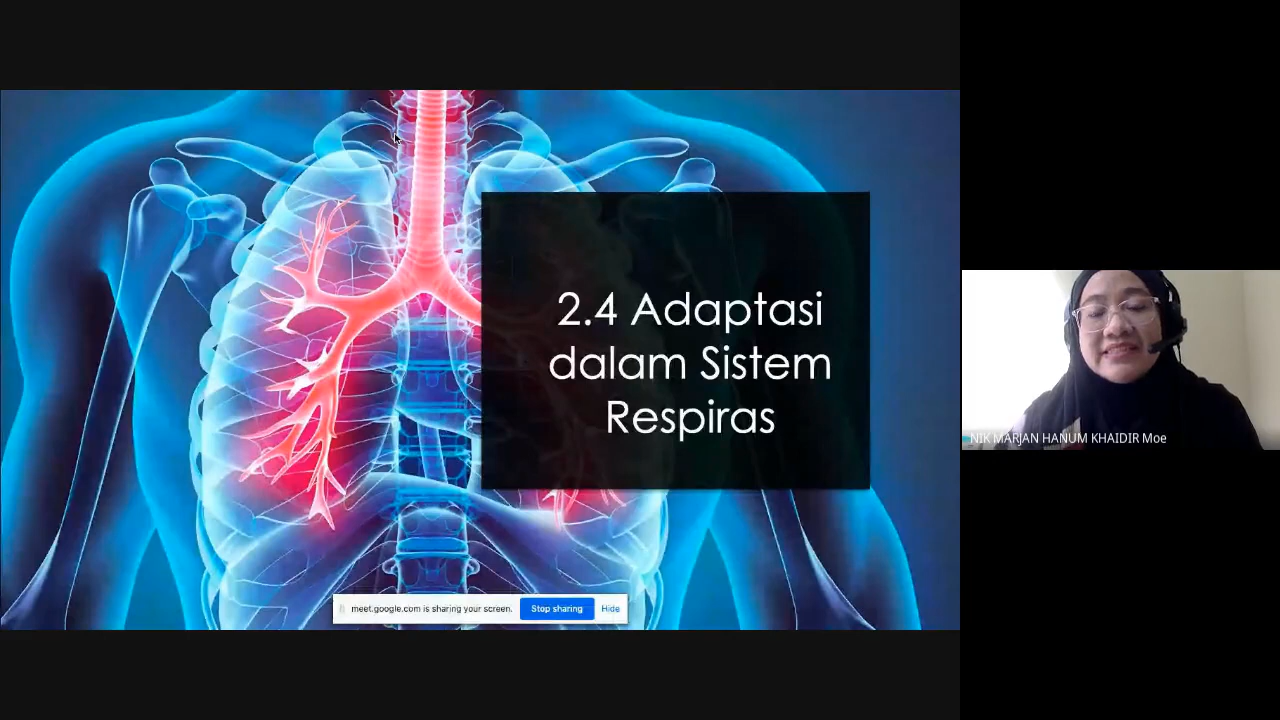 2.4 Adaptasi
dalam Sistem
Respiras
meet.google.com is sharing your screen. Stop sharing Hide
NIK MARJAN HANUM KHAIDIR Moe